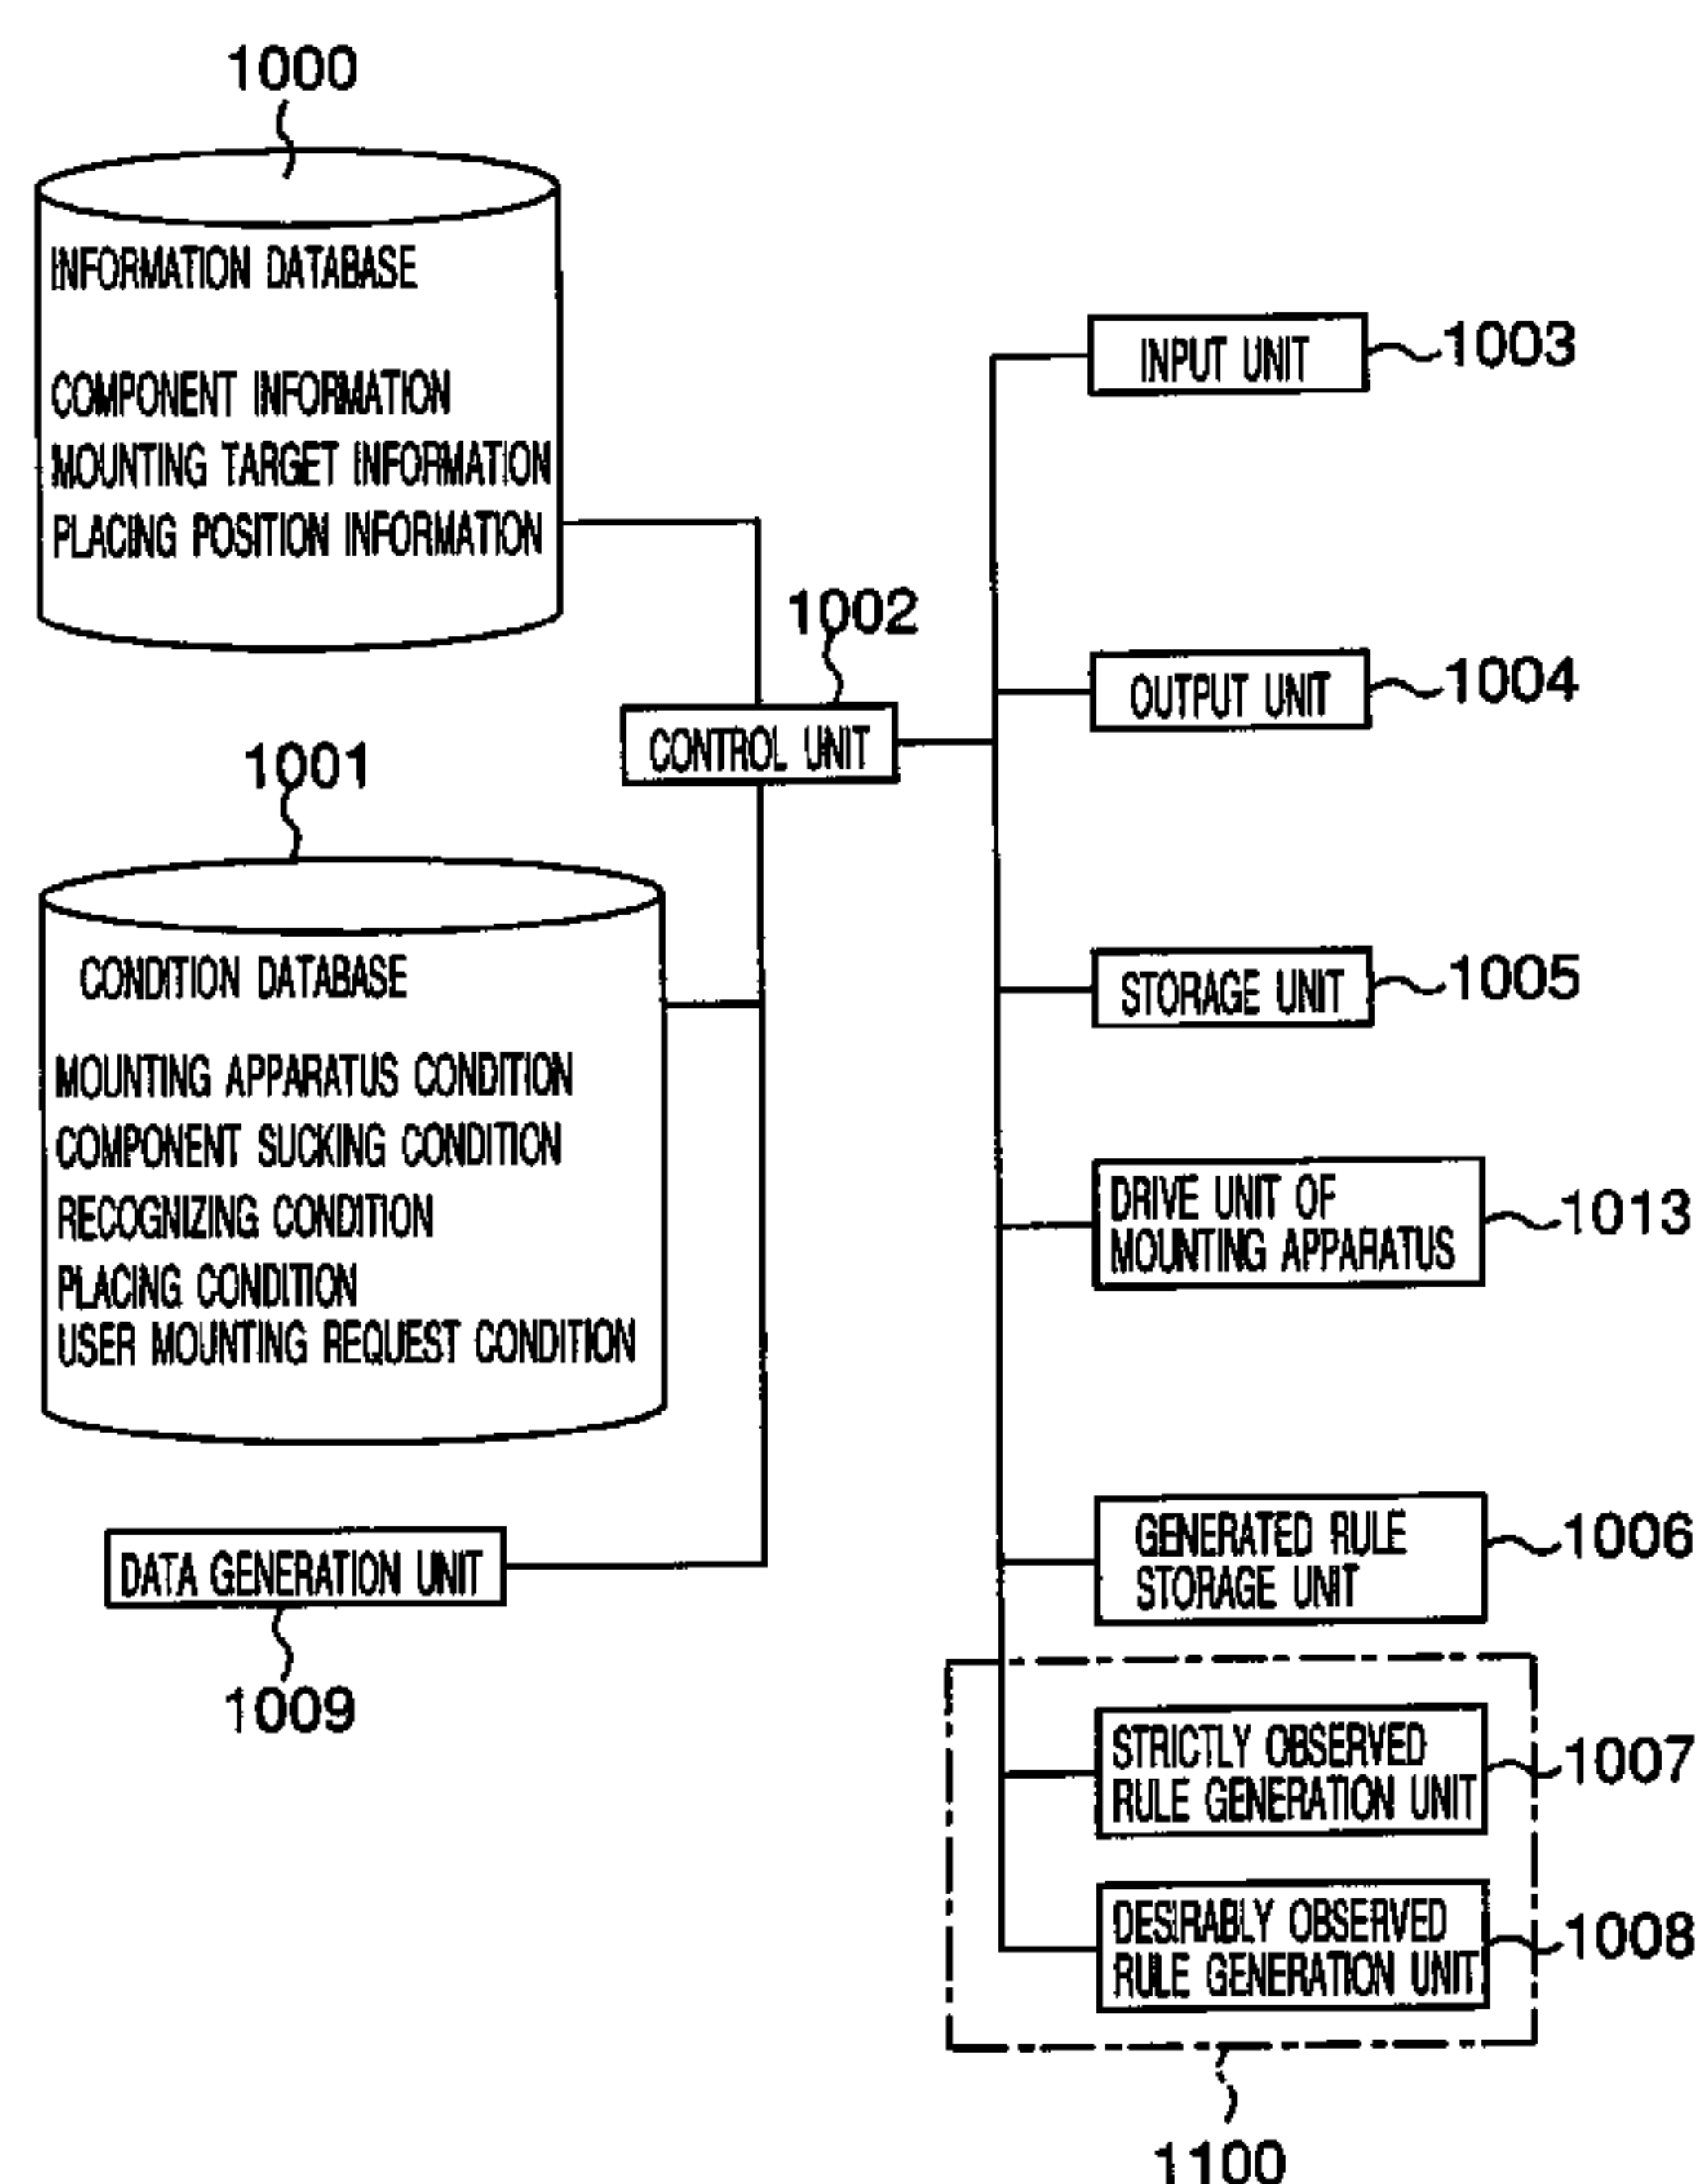 1000
INFORMATION DATABASE
COMPONENT INFORMATION
MOUNTING TARGET INFORMATION
PLACING POSITION INFORMATION
1002
CONTROL UNIT
1001
CONDITION DATABASE
MOUNTING APPARATUS CONDITION
COMPONENT SUCKING CONDITION
RECOGNIZING CONDITION
PLACING CONDITION
USER MOUNTING REQUEST CONDITION
DATA GENERATION UNIT
1009
INPUT UNIT
1003
OUTPUT UNIT
1004
STORAGE UNIT
1005
DRIVE UNIT OF
MOUNTING APPARATUS
1013
GENERATED RULE
STORAGE UNIT
1006
STRICTLY OBSERVED
RULE GENERATION UNIT
1007
DESIRABLY OBSERVED
RULE GENERATION UNIT
1008
1100